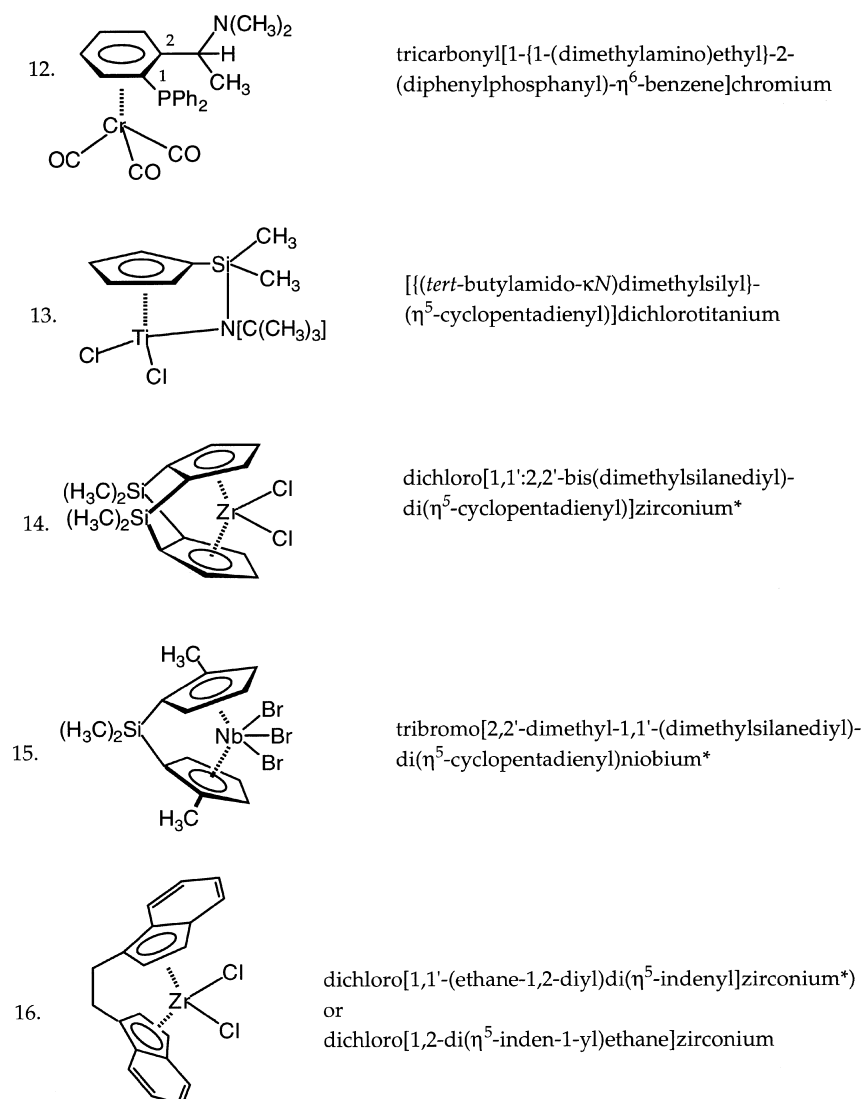 12.
N(CH₃)₂
2
H
1
CH₃
PPh₂
Cr
OC
CO
CO
tricarbonyl[1-{1-(dimethylamino)ethyl}-2-
(diphenylphosphanyl)-η⁶-benzene]chromium
13.
Si
CH₃
CH₃
Ti
N[C(CH₃)₃]
Cl
Cl
[{(tert-butylamido-κN)dimethylsilyl}-
(η⁵-cyclopentadienyl)]dichlorotitanium
14.
(H₃C)₂Si
(H₃C)₂Si
Zr
Cl
Cl
dichloro[1,1':2,2'-bis(dimethylsilanediyl)-
di(η⁵-cyclopentadienyl)]zirconium*
15.
H₃C
(H₃C)₂Si
Nb
Br
Br
Br
H₃C
tribromo[2,2'-dimethyl-1,1'-(dimethylsilanediyl)-
di(η⁵-cyclopentadienyl)niobium*
16.
Zr
Cl
Cl
dichloro[1,1'-(ethane-1,2-diyl)di(η⁵-indenyl]zirconium*)
or
dichloro[1,2-di(η⁵-inden-1-yl)ethane]zirconium